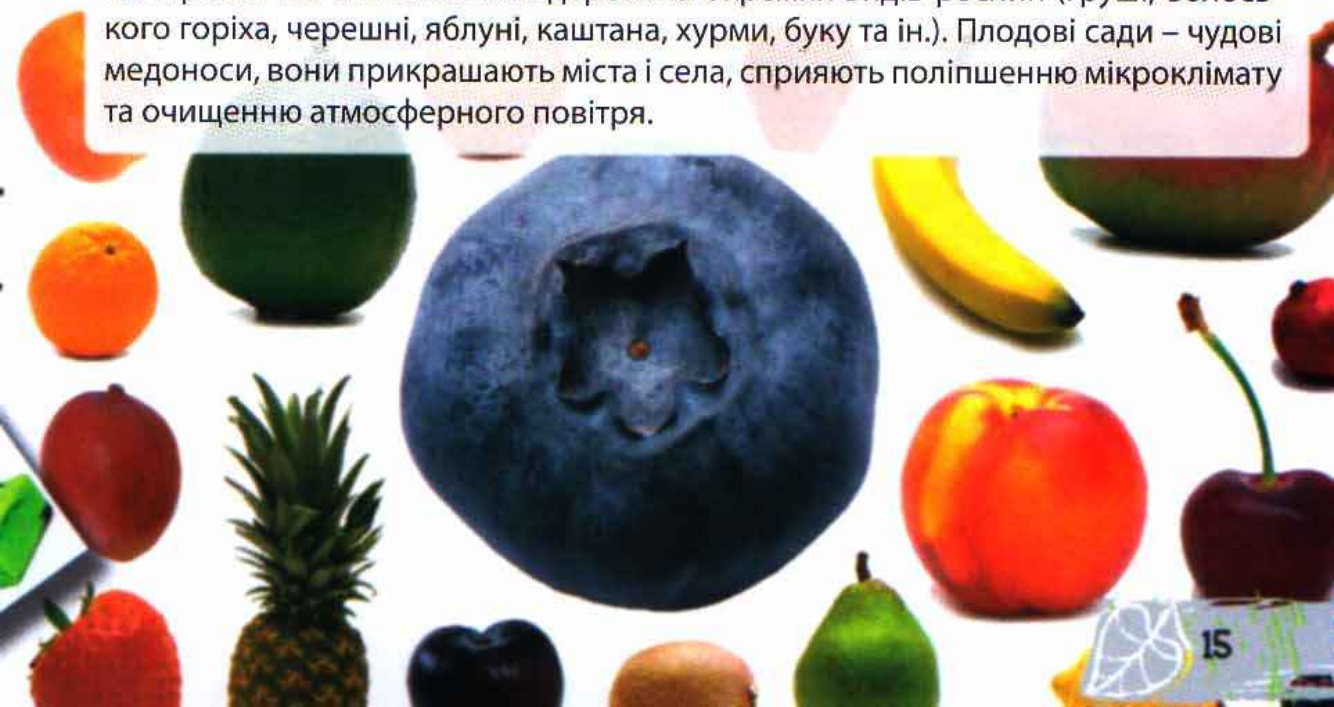 кого горіха, черешні, яблуні, каштана, хурми, буку та ін.). Плодові сади – чудові
медоноси, вони прикрашають міста і села, сприяють поліпшенню мікроклімату
та очищенню атмосферного повітря.
15